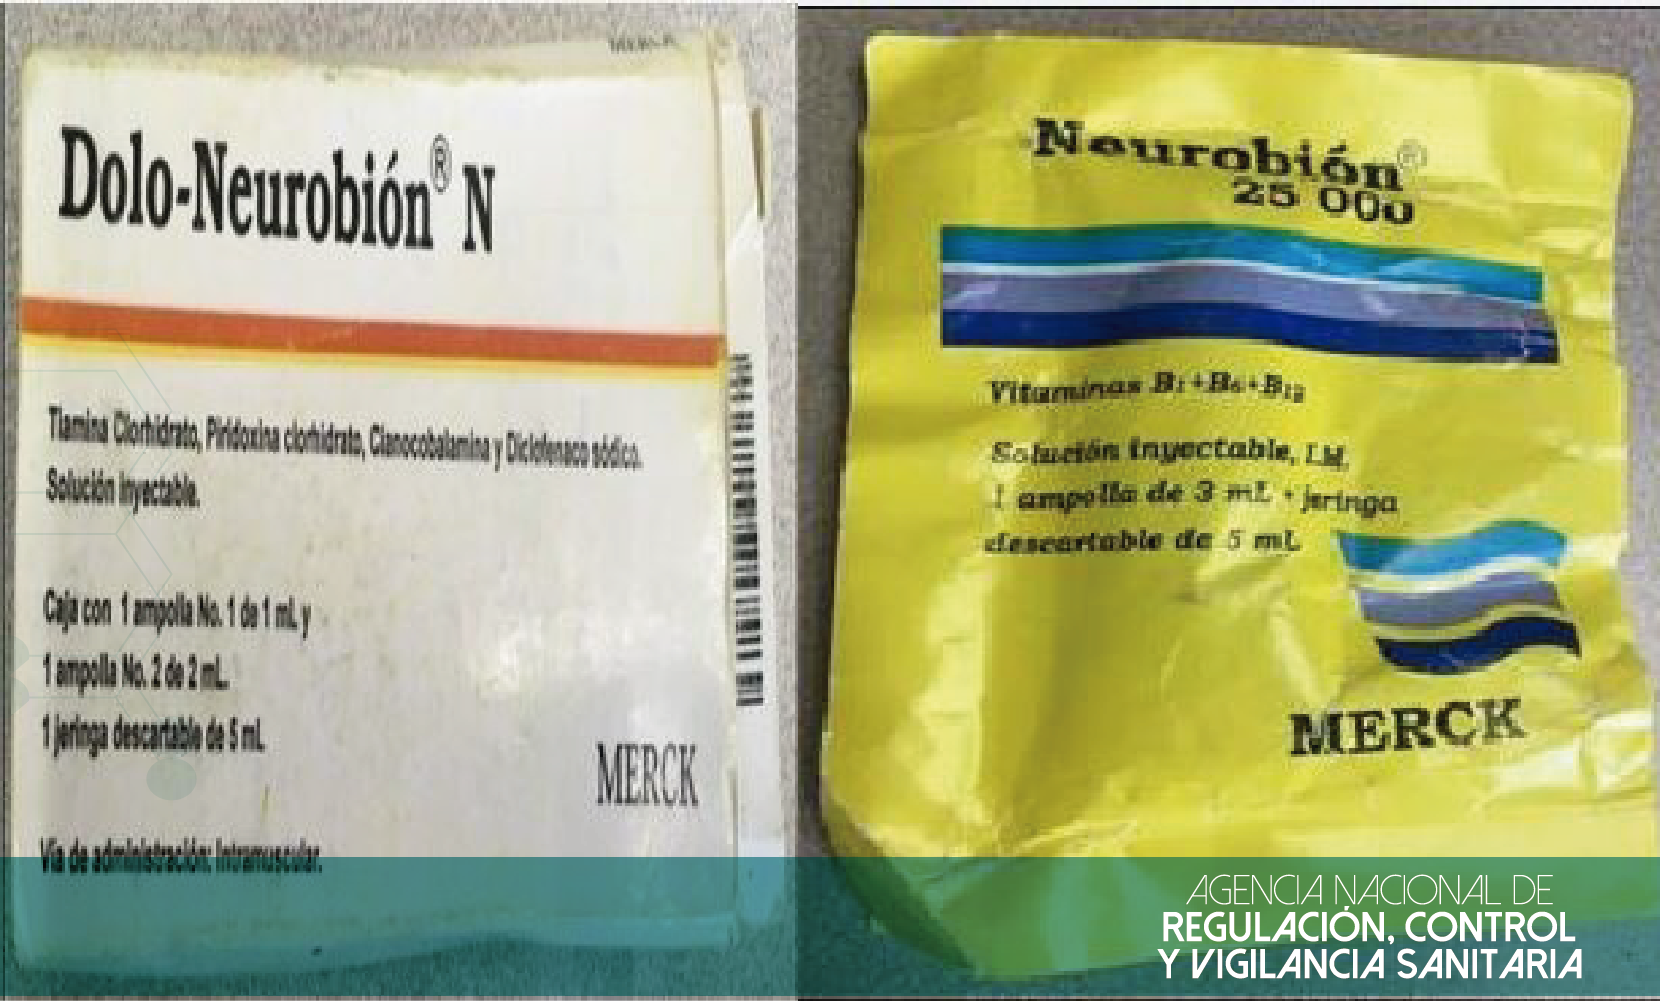 MERCK
Dolo-Neurobión® N
Tiamina Clorhidrato, Piridoxina clorhidrato, Cianocobalamina y Diclofenaco sódico.
Solución inyectable.
Caja con 1 ampolla No. 1 de 1 mL y
1 ampolla No. 2 de 2 mL.
1 jeringa descartable de 5 mL
MERCK
Vía de administración: Intramuscular.
Neurobión®
25 000
Vitaminas B1+B6+B12
Solución inyectable, I.M.
1 ampolla de 3 mL + jeringa
descartable de 5 mL
MERCK
AGENCIA NACIONAL DE
REGULACIÓN, CONTROL
Y VIGILANCIA SANITARIA